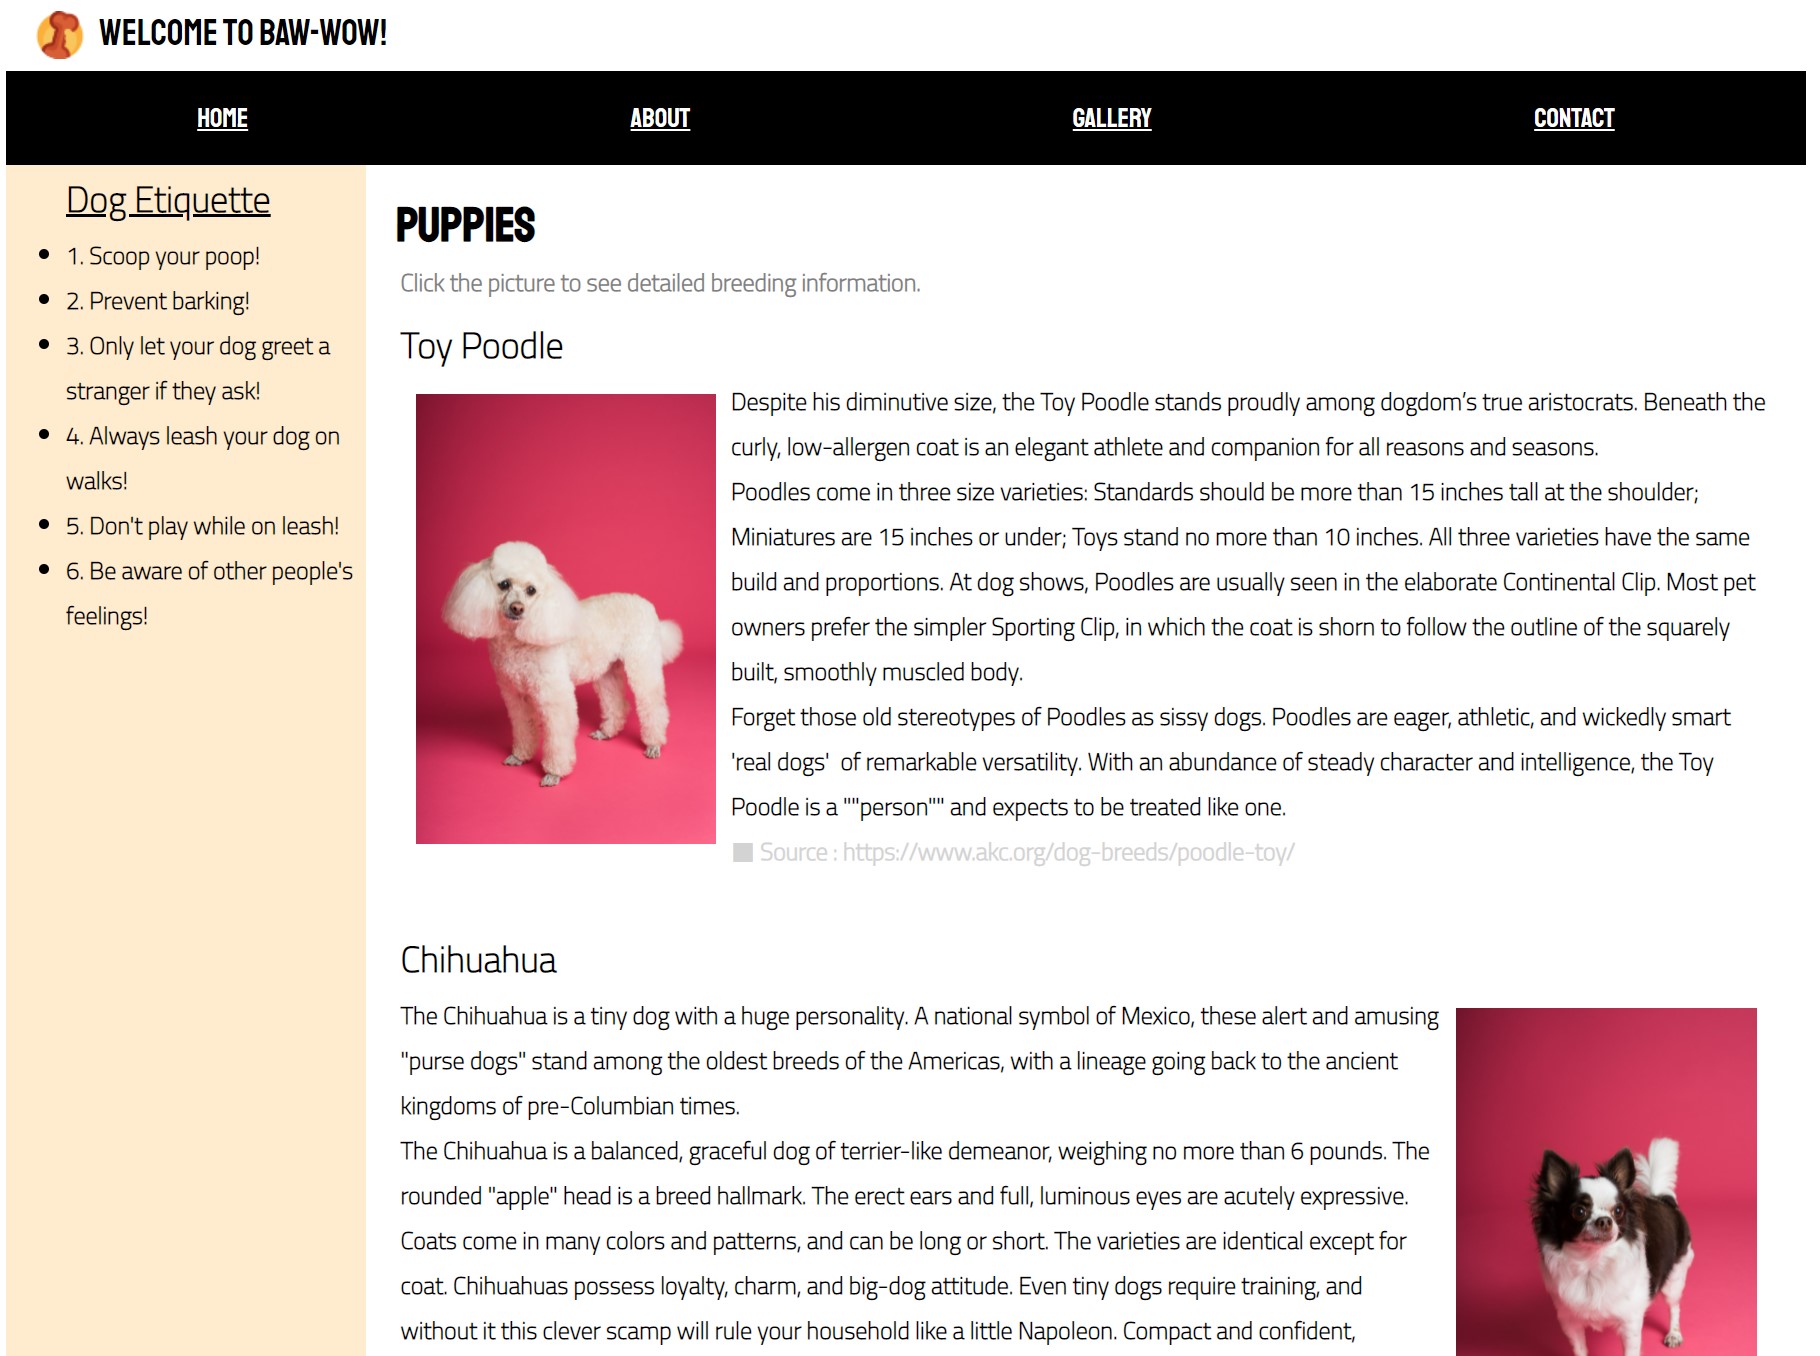 WELCOME TO BAW-WOW!
HOME
ABOUT
GALLERY
CONTACT
Dog Etiquette
1. Scoop your poop!
2. Prevent barking!
3. Only let your dog greet a
stranger if they ask!
4. Always leash your dog on
walks!
5. Don't play while on leash!
6. Be aware of other people's
feelings!
PUPPIES
Click the picture to see detailed breeding information.
Toy Poodle
Despite his diminutive size, the Toy Poodle stands proudly among dogdom’s true aristocrats. Beneath the
curly, low-allergen coat is an elegant athlete and companion for all reasons and seasons.
Poodles come in three size varieties: Standards should be more than 15 inches tall at the shoulder;
Miniatures are 15 inches or under; Toys stand no more than 10 inches. All three varieties have the same
build and proportions. At dog shows, Poodles are usually seen in the elaborate Continental Clip. Most pet
owners prefer the simpler Sporting Clip, in which the coat is shorn to follow the outline of the squarely
built, smoothly muscled body.
Forget those old stereotypes of Poodles as sissy dogs. Poodles are eager, athletic, and wickedly smart
'real dogs'  of remarkable versatility. With an abundance of steady character and intelligence, the Toy
Poodle is a ""person"" and expects to be treated like one.
■ Source : https://www.akc.org/dog-breeds/poodle-toy/
Chihuahua
The Chihuahua is a tiny dog with a huge personality. A national symbol of Mexico, these alert and amusing
"purse dogs" stand among the oldest breeds of the Americas, with a lineage going back to the ancient
kingdoms of pre-Columbian times.
The Chihuahua is a balanced, graceful dog of terrier-like demeanor, weighing no more than 6 pounds. The
rounded "apple" head is a breed hallmark. The erect ears and full, luminous eyes are acutely expressive.
Coats come in many colors and patterns, and can be long or short. The varieties are identical except for
coat. Chihuahuas possess loyalty, charm, and big-dog attitude. Even tiny dogs require training, and
without it this clever scamp will rule your household like a little Napoleon. Compact and confident,